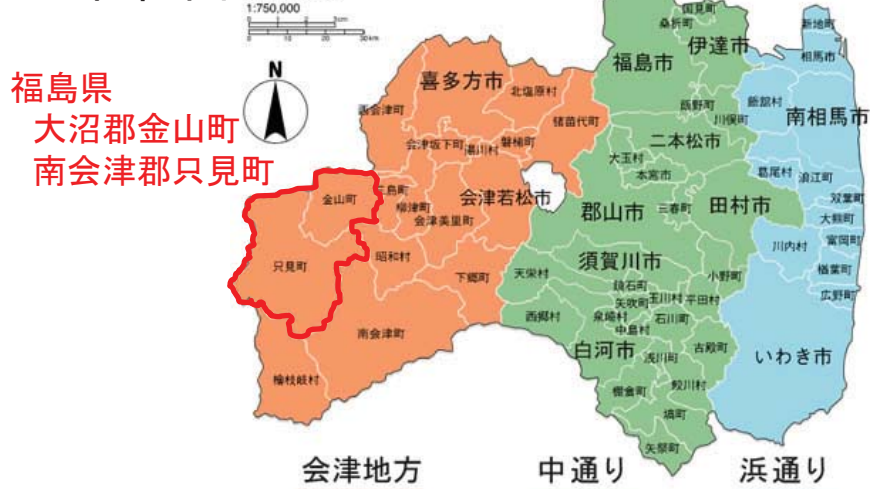 1:750,000
0 5cm
0 10 20 30km
N
福島県
大沼郡金山町
南会津郡只見町
国見町
桑折町
伊達市
新地町
福島市
相馬市
喜多方市
北塩原村
西会津町
飯野町
飯舘村
川俣町
南相馬市
猪苗代町
二本松市
会津坂下町
湯川村
磐梯町
大玉村
本宮市
葛尾村
浪江町
三島町
金山町
柳津町
会津若松市
会津美里町
郡山市
三春町
田村市
双葉町
大熊町
富岡町
川内村
昭和村
只見町
須賀川市
下郷町
天栄村
小野町
楢葉町
鏡石町
広野町
矢吹町
玉川村
平田村
西郷村
泉崎村
石川町
中島村
南会津町
白河市
浅川町
古殿町
いわき市
檜枝岐村
棚倉町
鮫川村
塙町
矢祭町
会津地方
中通り
浜通り